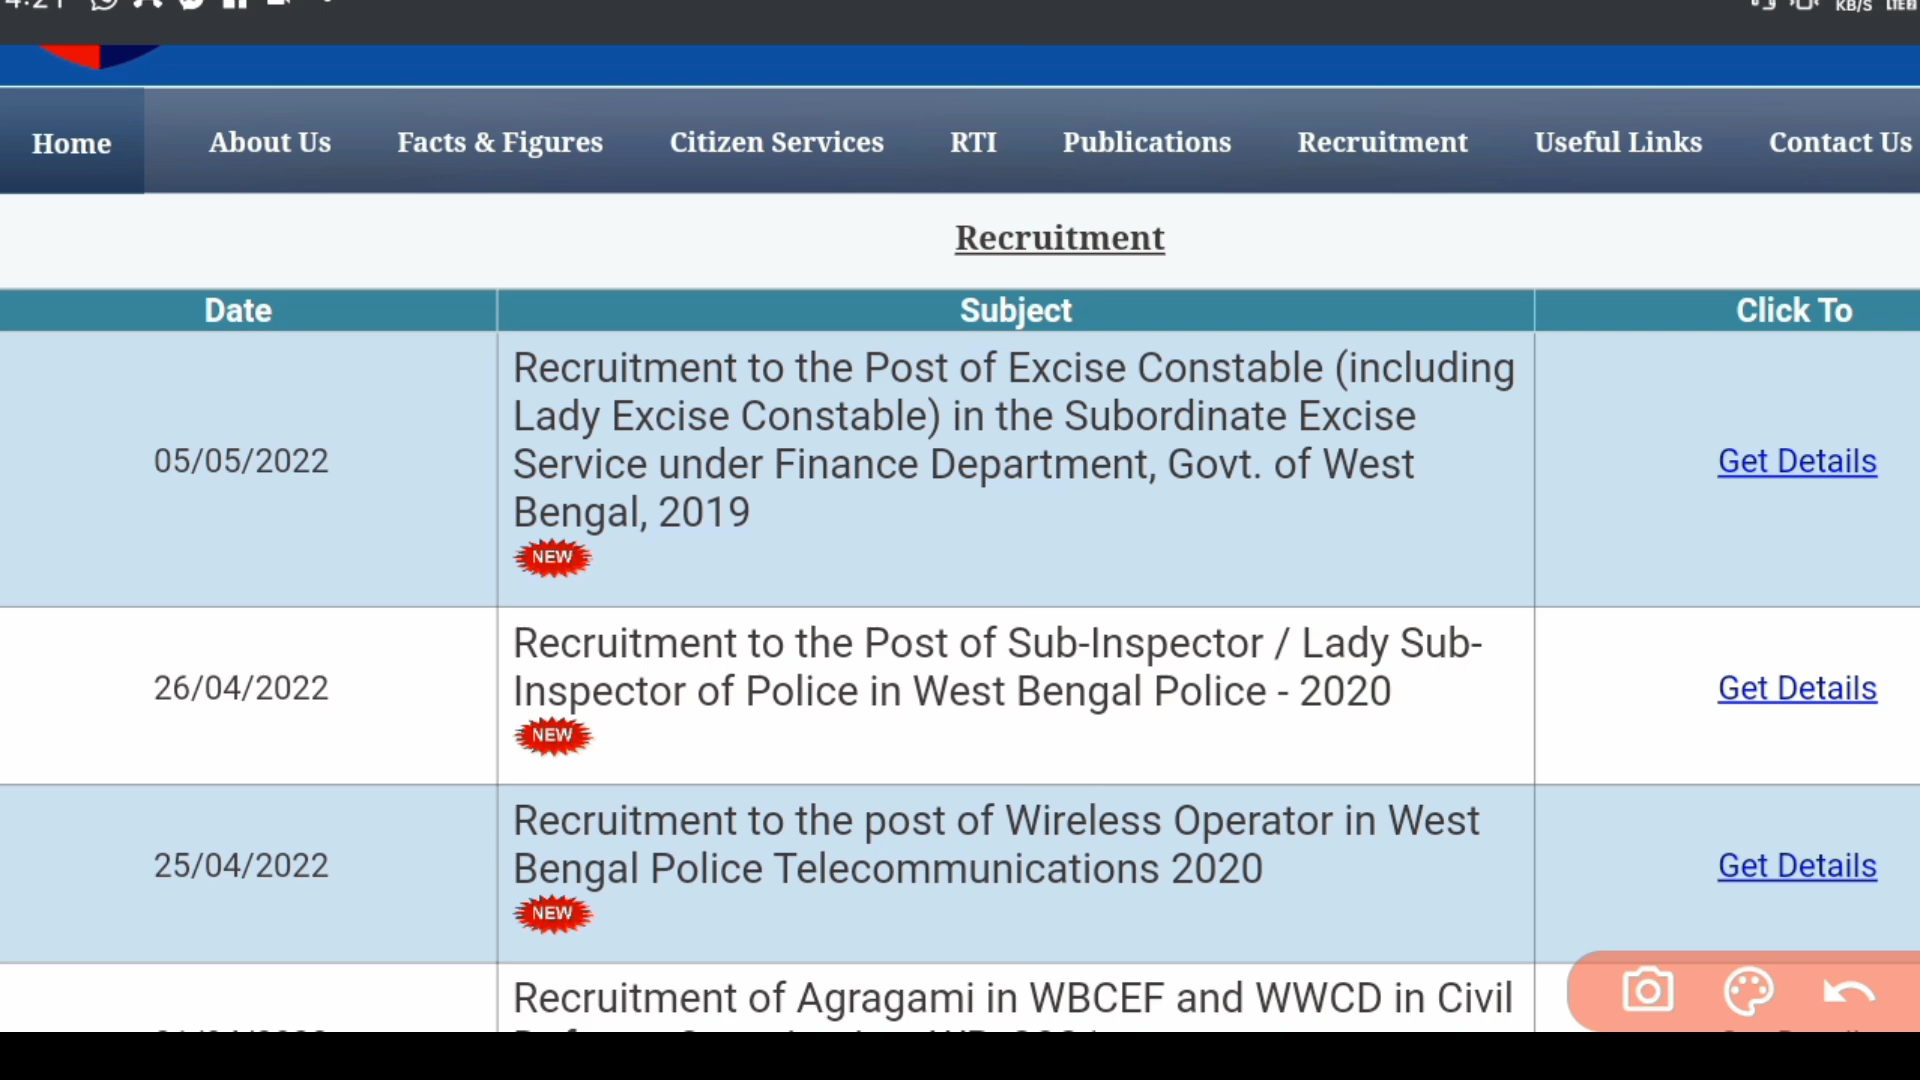 KB/S
Home About Us Facts & Figures Citizen Services RTI Publications Recruitment Useful Links Contact Us
Recruitment
Date Subject Click To
Recruitment to the Post of Excise Constable (including
Lady Excise Constable) in the Subordinate Excise
Service under Finance Department, Govt. of West
Bengal, 2019
NEW
05/05/2022
Get Details
Recruitment to the Post of Sub-Inspector / Lady Sub-
Inspector of Police in West Bengal Police - 2020
NEW
26/04/2022
Get Details
Recruitment to the post of Wireless Operator in West
Bengal Police Telecommunications 2020
NEW
25/04/2022
Get Details
Recruitment of Agragami in WBCEF and WWCD in Civil